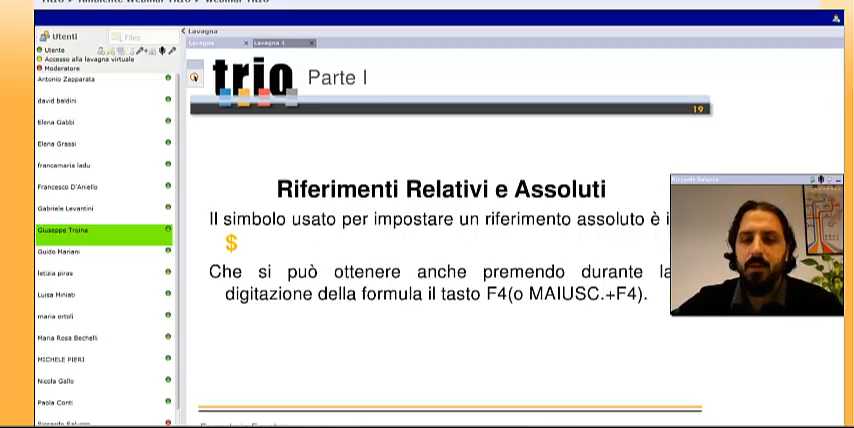 Utenti
Files
Utente
Accesso alla lavagna virtuale
Moderatore
Antonio Zapparata
david baldini
Elena Gabbi
Elena Grassi
francamaria ladu
Francesco D'Aniello
Gabriele Levantini
Giuseppe Troina
Guido Mariani
letizia piras
Luisa Miniati
maria ortoli
Maria Rosa Bechelli
MICHELE PIERI
Nicola Gallo
Paola Conti
Lavagna
Lavagna
Lavagna 1
trio
Parte I
19
Riferimenti Relativi e Assoluti
Il simbolo usato per impostare un riferimento assoluto è i
$
Che si può ottenere anche premendo durante la
digitazione della formula il tasto F4(o MAIUSC.+F4).